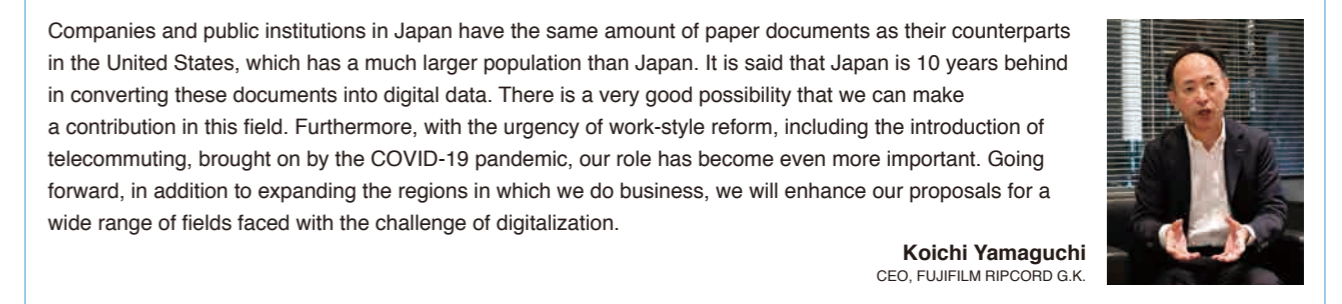 Companies and public institutions in Japan have the same amount of paper documents as their counterparts
in the United States, which has a much larger population than Japan. It is said that Japan is 10 years behind
in converting these documents into digital data. There is a very good possibility that we can make
a contribution in this field. Furthermore, with the urgency of work-style reform, including the introduction of
telecommuting, brought on by the COVID-19 pandemic, our role has become even more important. Going
forward, in addition to expanding the regions in which we do business, we will enhance our proposals for a
wide range of fields faced with the challenge of digitalization.
Koichi Yamaguchi
CEO, FUJIFILM RIPCORD G.K.